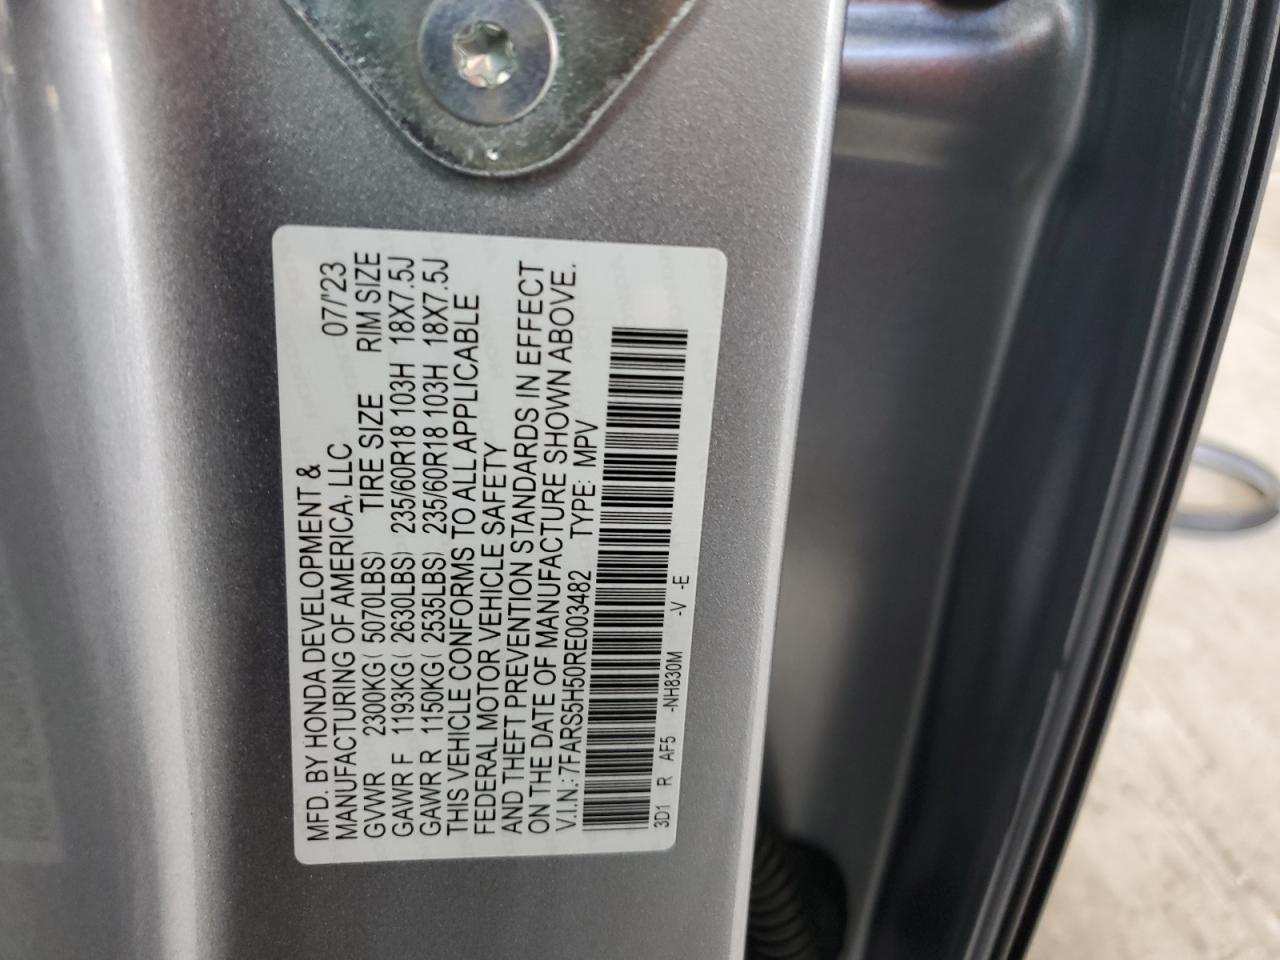 MFD. BY HONDA DEVELOPMENT &
MANUFACTURING OF AMERICA, LLC 07/'23
GVWR 2300KG( 5070LBS) TIRE SIZE RIM SIZE
GAWR F 1193KG( 2630LBS) 235/60R18 103H 18X7.5J
GAWR R 1150KG( 2535LBS) 235/60R18 103H 18X7.5J
THIS VEHICLE CONFORMS TO ALL APPLICABLE
FEDERAL MOTOR VEHICLE SAFETY
AND THEFT PREVENTION STANDARDS IN EFFECT
ON THE DATE OF MANUFACTURE SHOWN ABOVE.
V.I.N.: 7FARS5H50RE003482 TYPE: MPV
3D1 R AF5 -NH830M -V -E